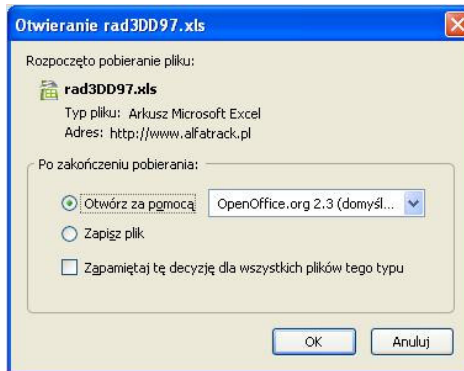 Otwieranie rad3DD97.xls
Rozpoczęto pobieranie pliku:
rad3DD97.xls
Typ pliku: Arkusz Microsoft Excel
Adres: http://www.alfatrack.pl
Po zakończeniu pobierania:
Otwórz za pomocą OpenOffice.org 2.3 (domyśl...
Zapisz plik
Zapamiętaj tę decyzję dla wszystkich plików tego typu
OK Anuluj